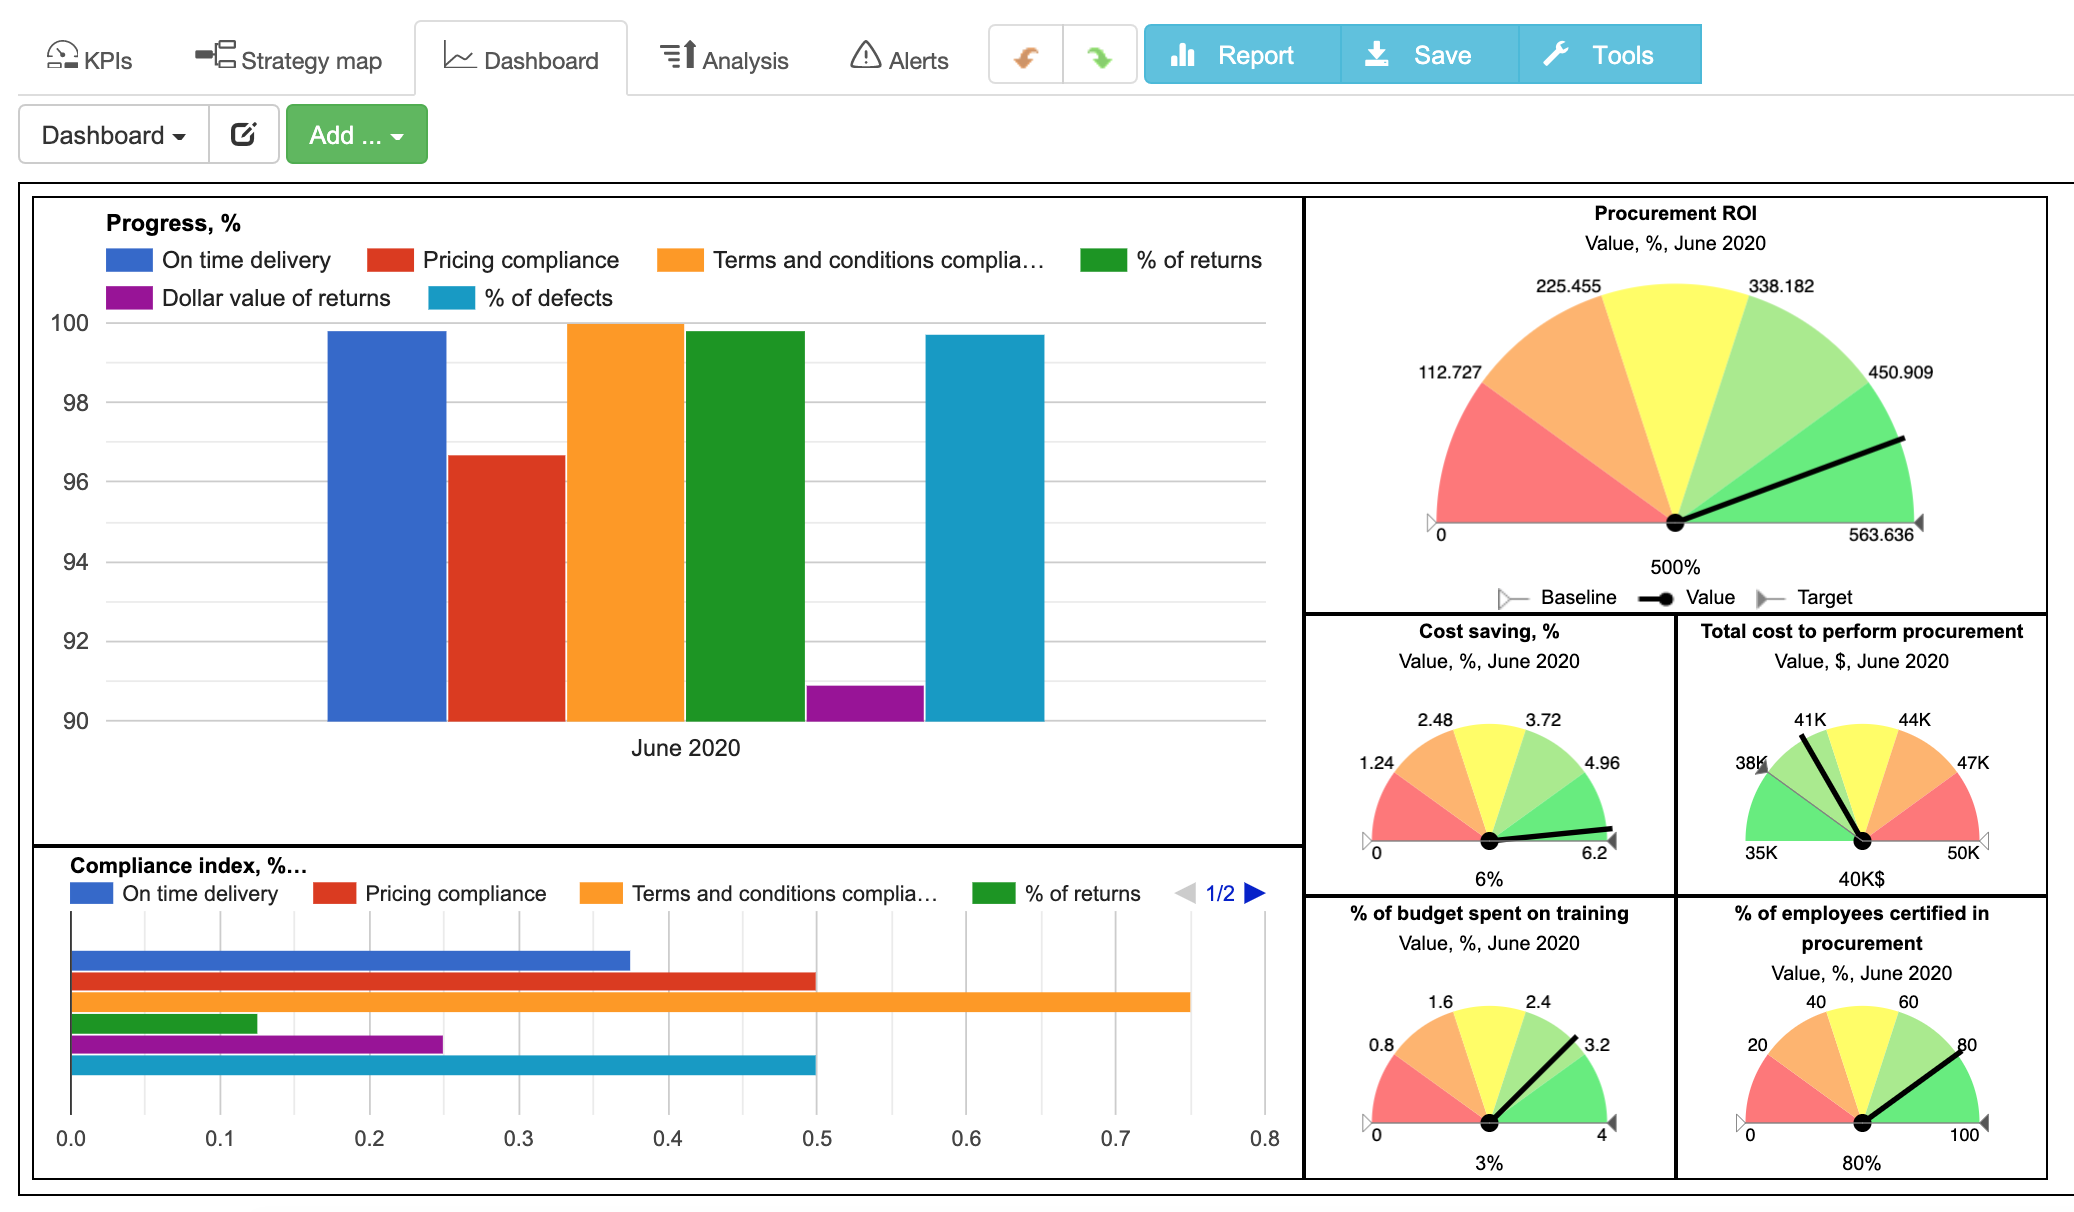 KPIs Strategy map Dashboard Analysis Alerts Report Save Tools
Dashboard Add ...
Progress, %
On time delivery Pricing compliance Terms and conditions complia… % of returns
Dollar value of returns % of defects
100
98
96
94
92
90
June 2020
Compliance index, %...
On time delivery Pricing compliance Terms and conditions complia… % of returns 1/2
0.0 0.1 0.2 0.3 0.4 0.5 0.6 0.7 0.8
Procurement ROI
Value, %, June 2020
225.455 338.182
112.727 450.909
0 563.636
500%
Baseline Value Target
Cost saving, %
Value, %, June 2020
2.48 3.72
1.24 4.96
0 6.2
6%
Total cost to perform procurement
Value, $, June 2020
41K 44K
38K 47K
35K 50K
40K$
% of budget spent on training
Value, %, June 2020
1.6 2.4
0.8 3.2
0 4
3%
% of employees certified in
procurement
Value, %, June 2020
40 60
20 80
0 100
80%